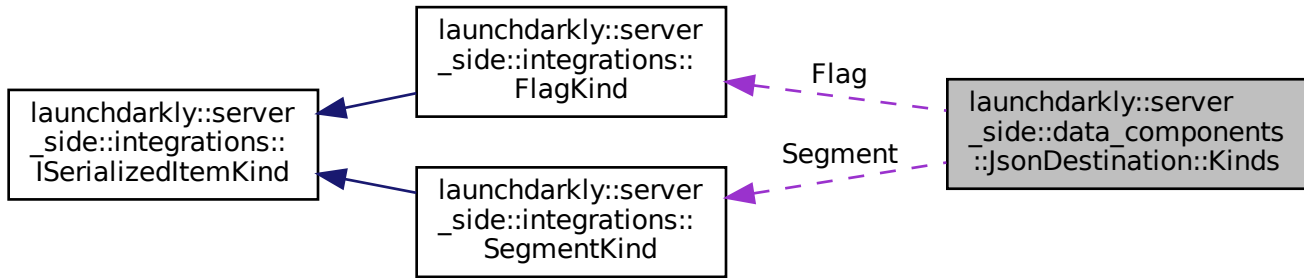 launchdarkly::server
_side::integrations::
ISerializedItemKind
launchdarkly::server
_side::integrations::
FlagKind
launchdarkly::server
_side::integrations::
SegmentKind
Flag
Segment
launchdarkly::server
_side::data_components
::JsonDestination::Kinds